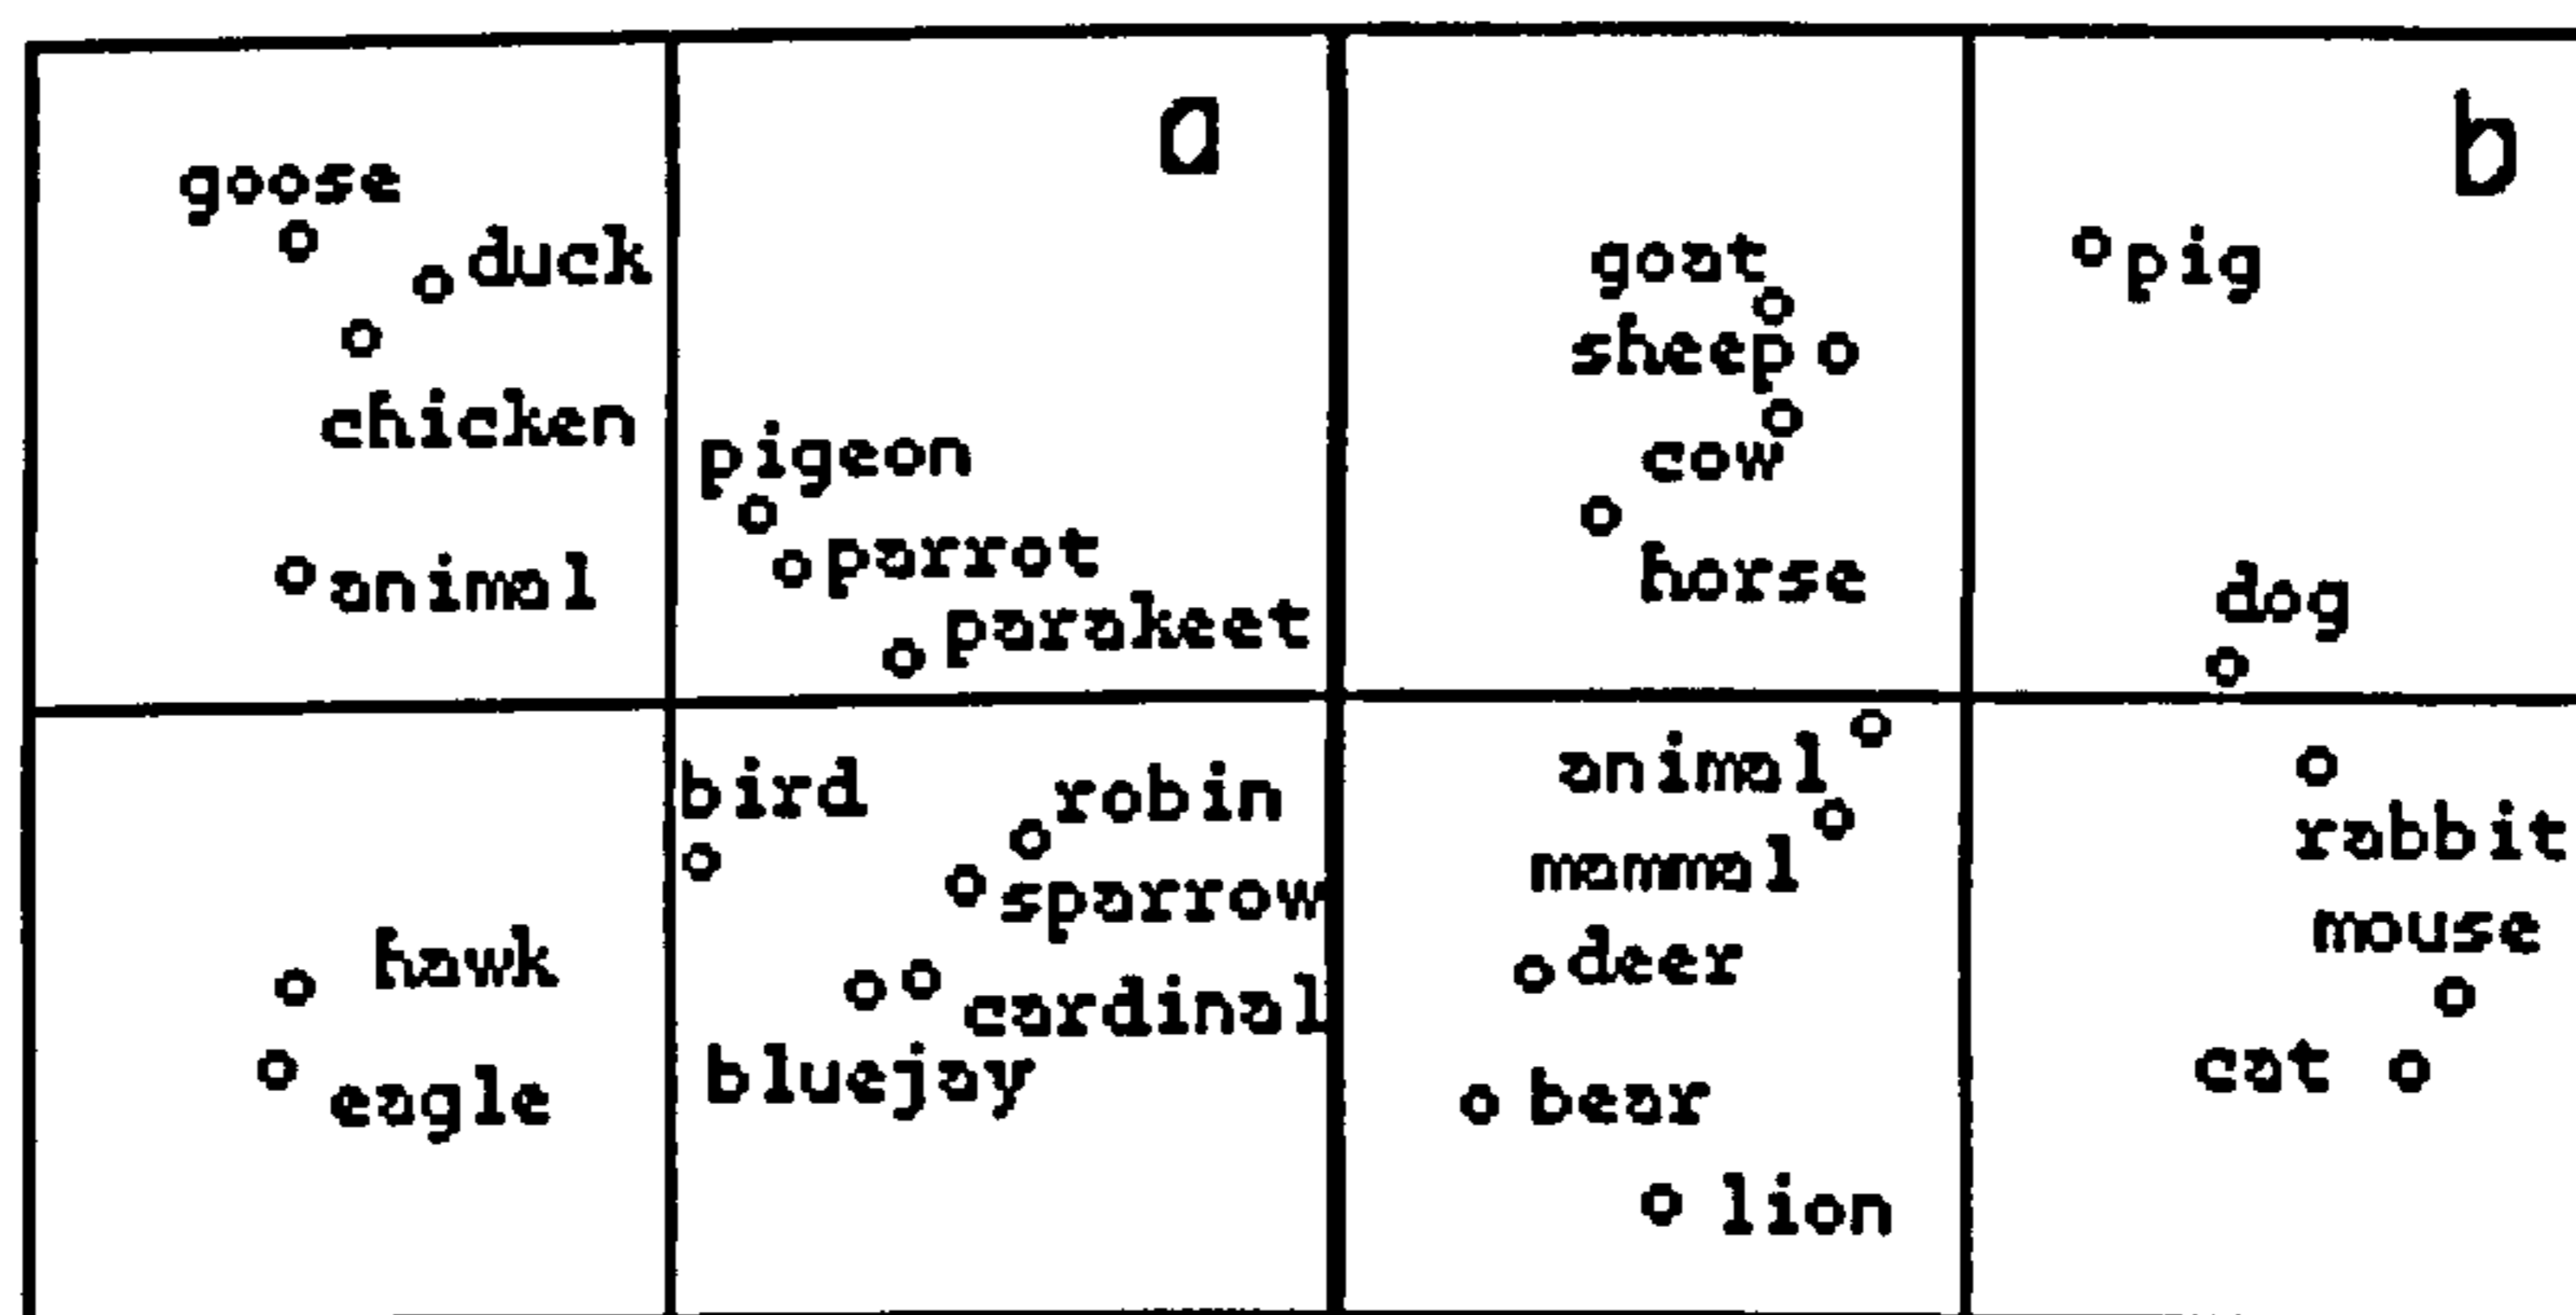 a
goose
duck
chicken
pigeon
parrot
animal
parakeet
bird
robin
sparrow
hawk
cardinal
eagle
bluejay
b
goat
pig
sheep
cow
horse
dog
animal
rabbit
mammal
mouse
deer
cat
bear
lion